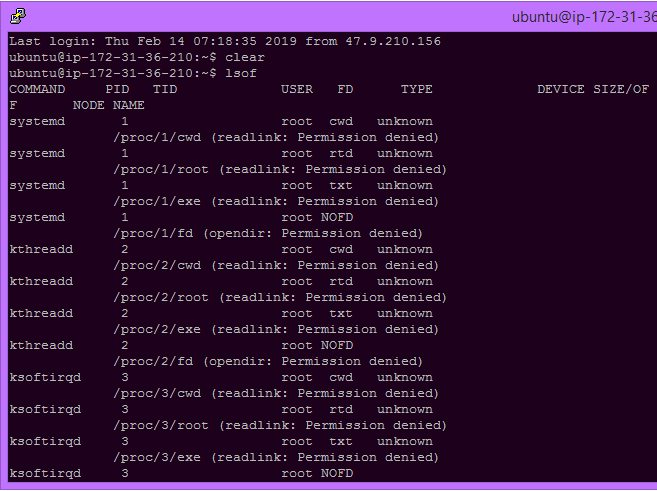 ubuntu@ip-172-31-36
Last login: Thu Feb 14 07:18:35 2019 from 47.9.210.156
ubuntu@ip-172-31-36-210:~$ clear
ubuntu@ip-172-31-36-210:~$ lsof
COMMAND     PID   TID             USER   FD      TYPE             DEVICE SIZE/OF
F       NODE NAME
systemd       1                   root  cwd   unknown
             /proc/1/cwd (readlink: Permission denied)
systemd       1                   root  rtd   unknown
             /proc/1/root (readlink: Permission denied)
systemd       1                   root  txt   unknown
             /proc/1/exe (readlink: Permission denied)
systemd       1                   root NOFD
             /proc/1/fd (opendir: Permission denied)
kthreadd      2                   root  cwd   unknown
             /proc/2/cwd (readlink: Permission denied)
kthreadd      2                   root  rtd   unknown
             /proc/2/root (readlink: Permission denied)
kthreadd      2                   root  txt   unknown
             /proc/2/exe (readlink: Permission denied)
kthreadd      2                   root NOFD
             /proc/2/fd (opendir: Permission denied)
ksoftirqd     3                   root  cwd   unknown
             /proc/3/cwd (readlink: Permission denied)
ksoftirqd     3                   root  rtd   unknown
             /proc/3/root (readlink: Permission denied)
ksoftirqd     3                   root  txt   unknown
             /proc/3/exe (readlink: Permission denied)
ksoftirqd     3                   root NOFD